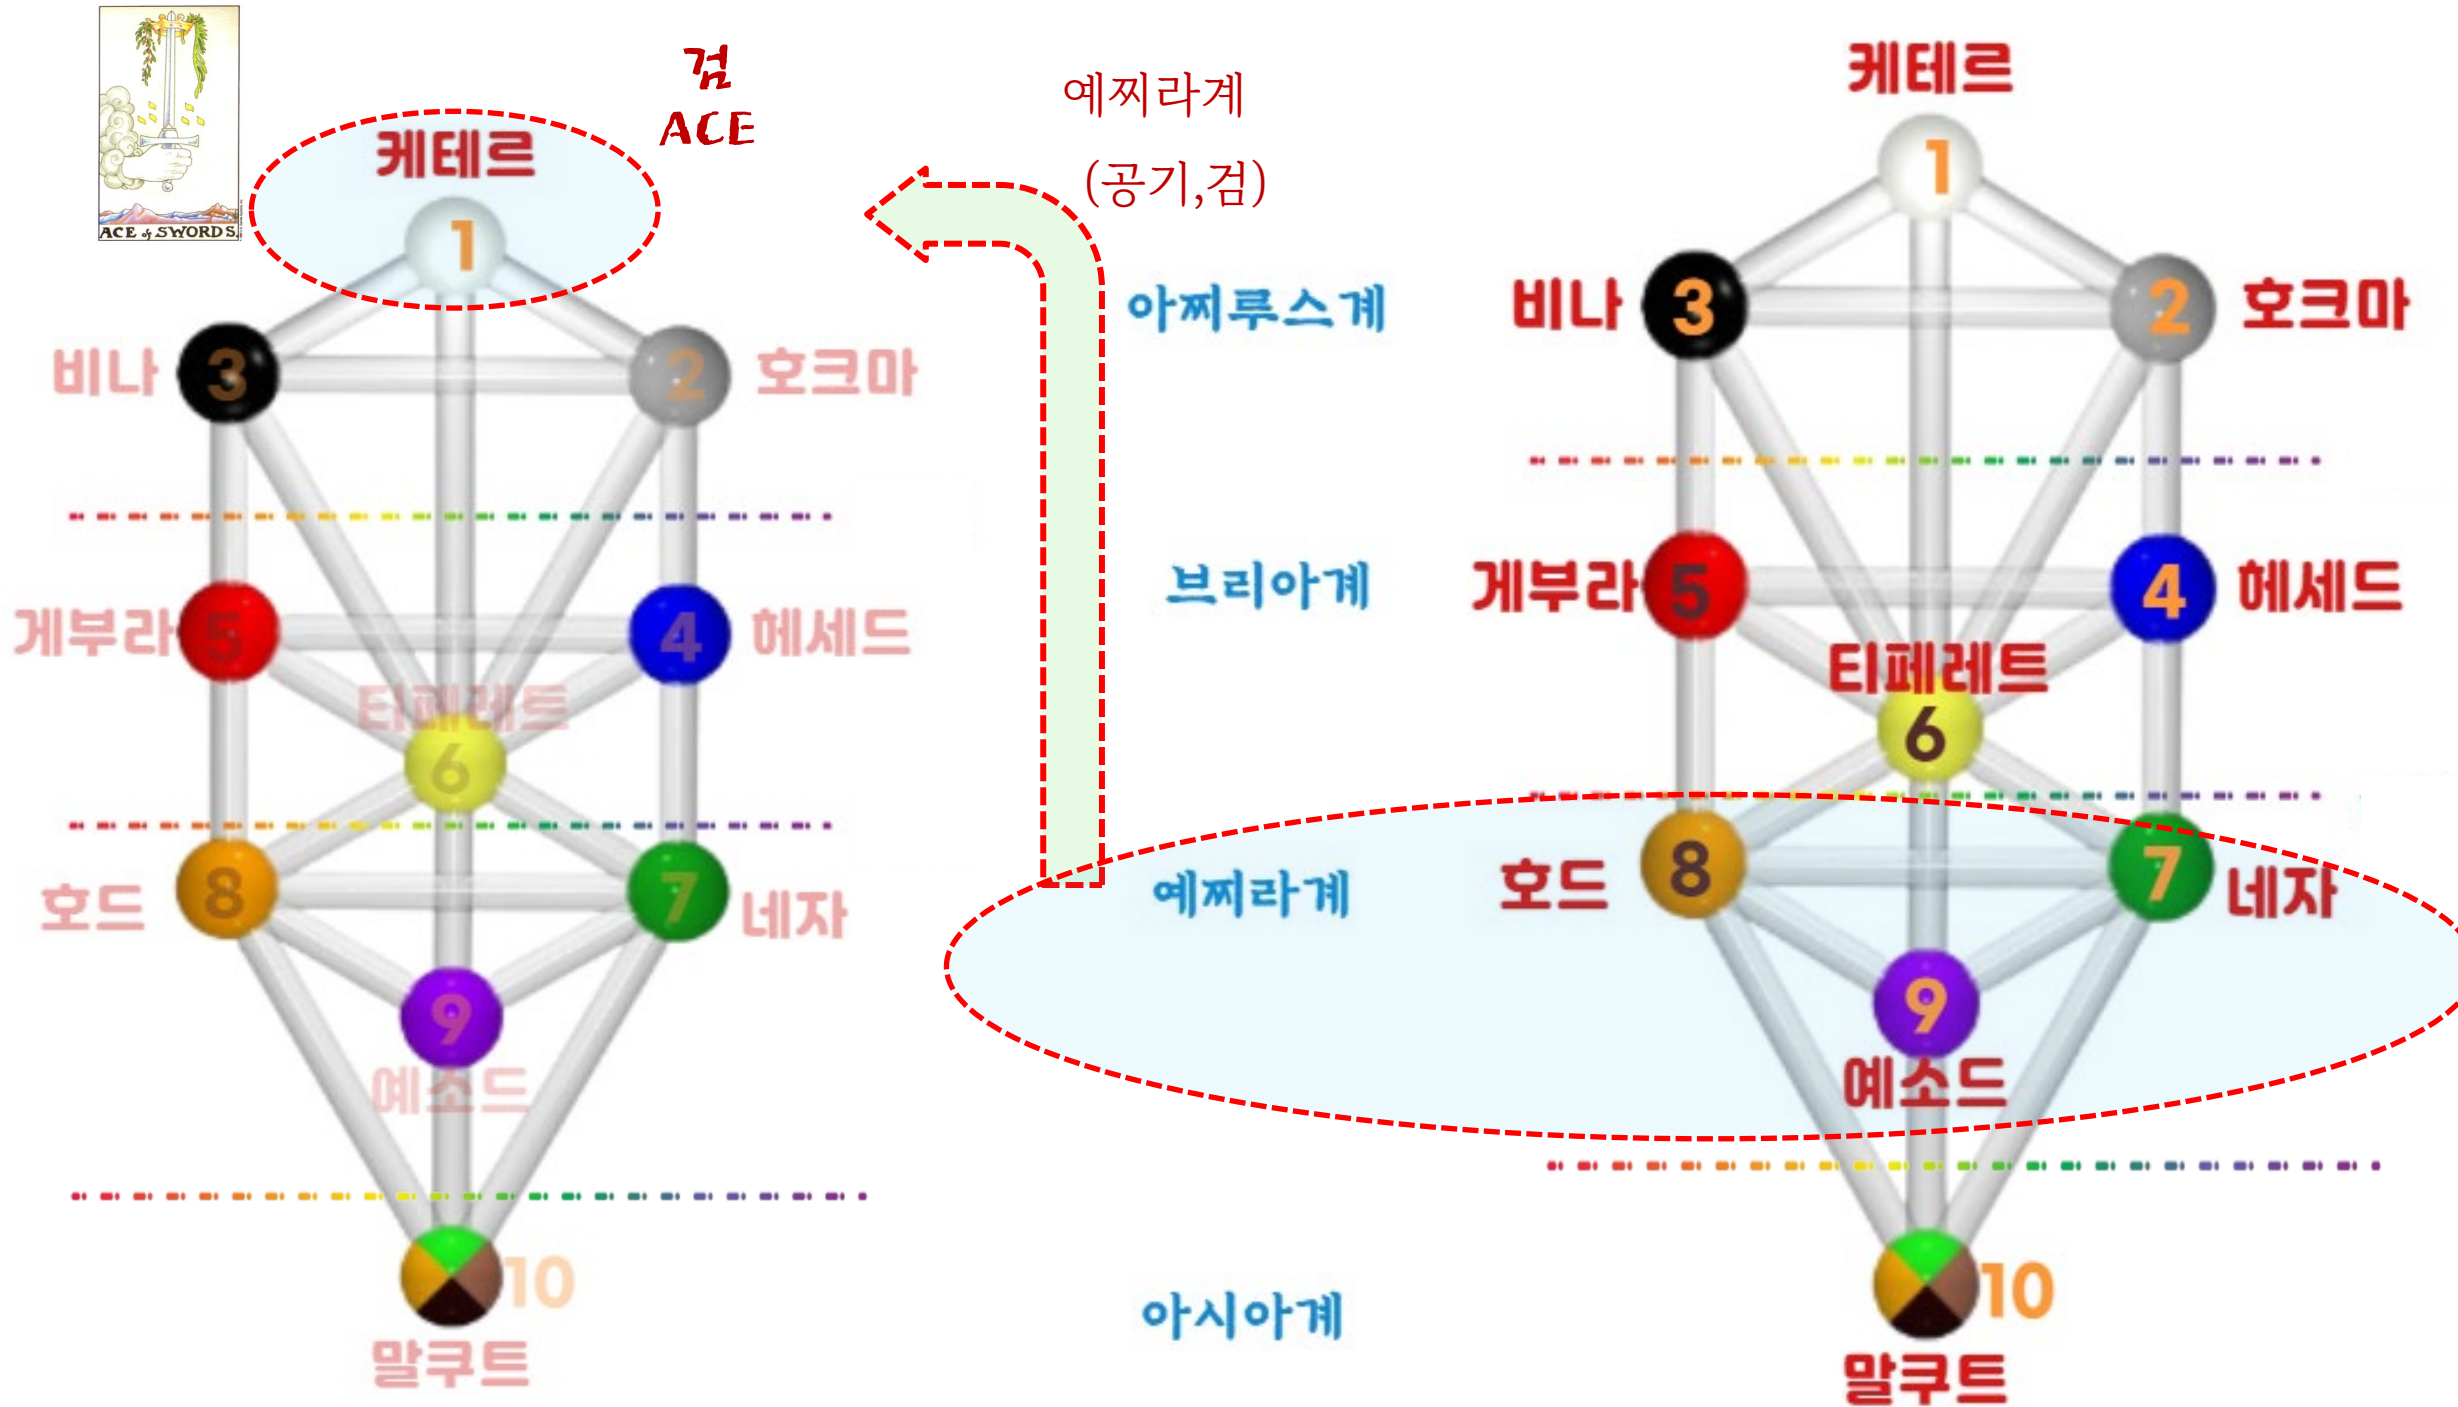 검
ACE
ACE of SWORDS.
케테르
1
비나
3
2
호크마
게부라
5
4
헤세드
티페레트
6
호드
8
7
네자
9
예소드
10
말쿠트
예찌라계
(공기,검)
아찌루스계
브리아계
예찌라계
아시아계
케테르
1
비나
3
2
호크마
게부라
5
4
헤세드
티페레트
6
호드
8
7
네자
9
예소드
10
말쿠트